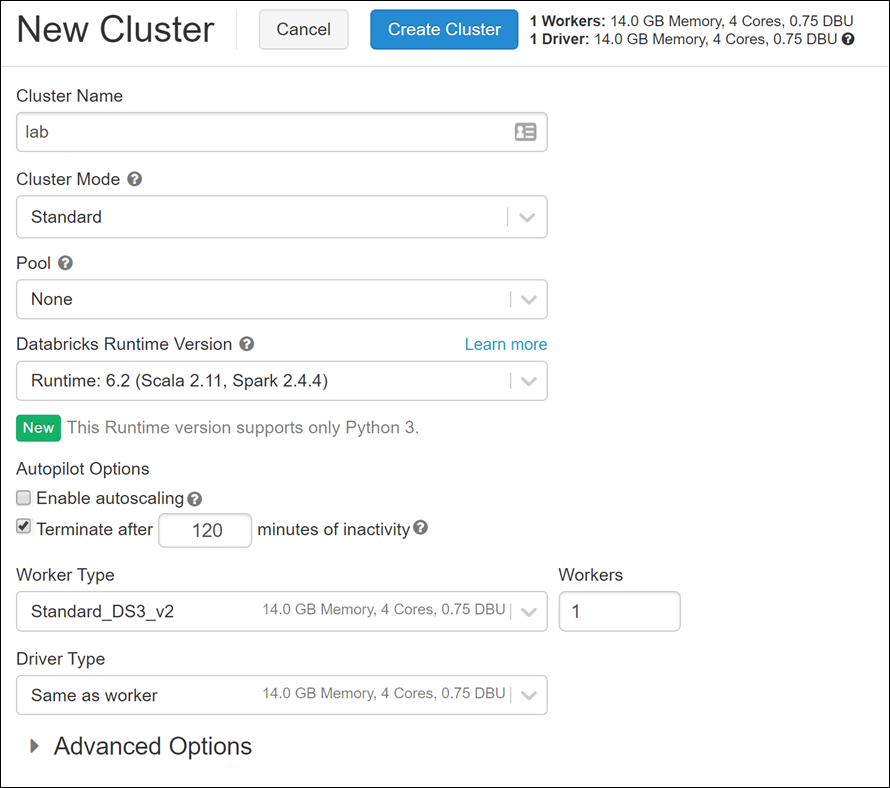 New Cluster
Cancel
Create Cluster
1 Workers: 14.0 GB Memory, 4 Cores, 0.75 DBU
1 Driver: 14.0 GB Memory, 4 Cores, 0.75 DBU ?
Cluster Name
lab
Cluster Mode ?
Standard
Pool ?
None
Databricks Runtime Version ? Learn more
Runtime: 6.2 (Scala 2.11, Spark 2.4.4)
New This Runtime version supports only Python 3.
Autopilot Options
Enable autoscaling ?
Terminate after 120 minutes of inactivity ?
Worker Type Workers
Standard_DS3_v2 14.0 GB Memory, 4 Cores, 0.75 DBU 1
Driver Type
Same as worker 14.0 GB Memory, 4 Cores, 0.75 DBU
Advanced Options